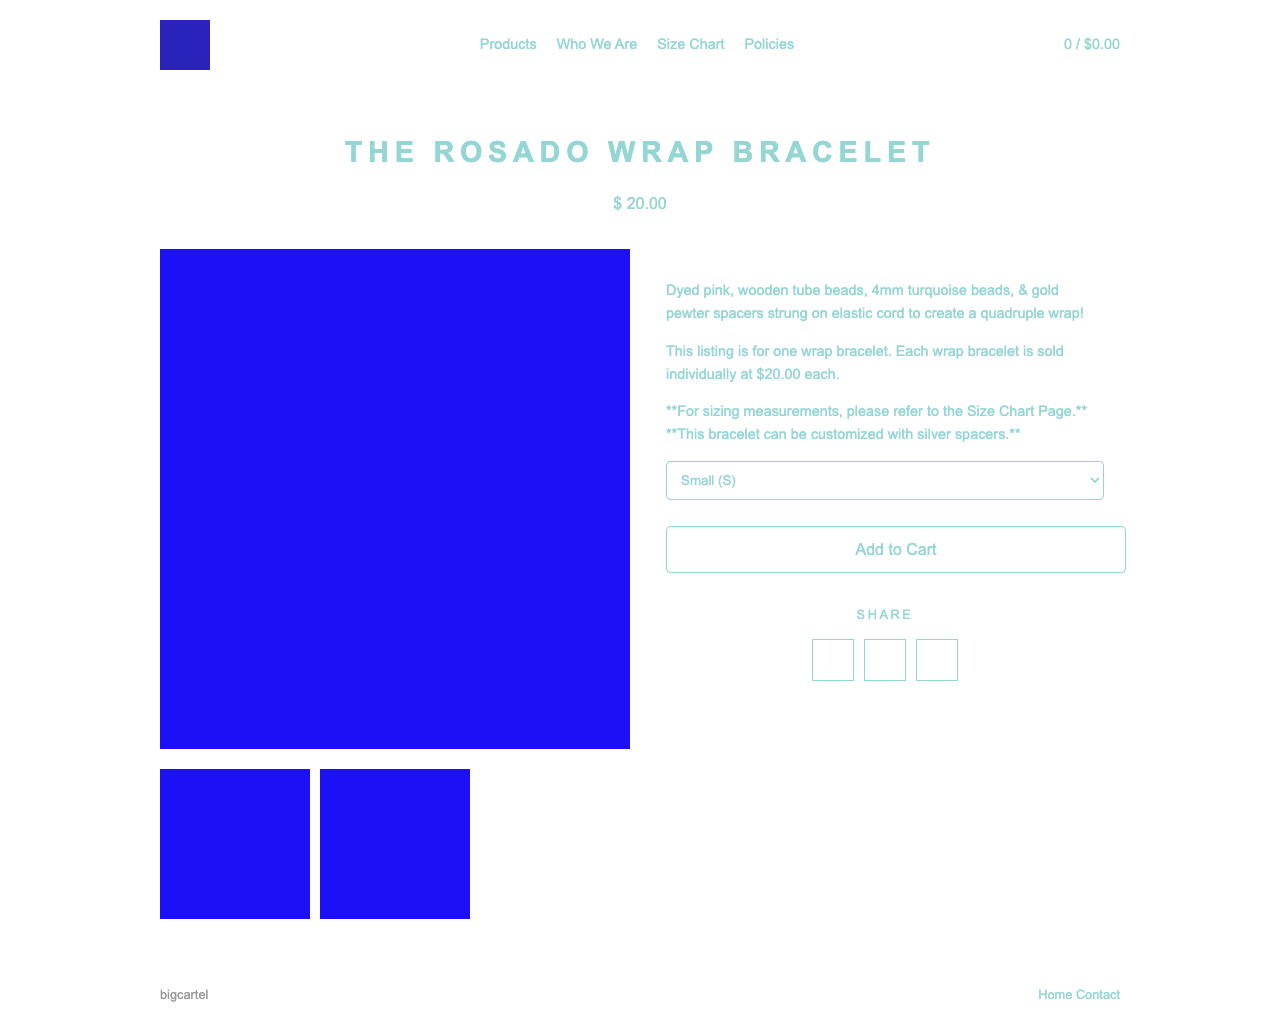 Products Who We Are Size Chart Policies 0 / $0.00
THE ROSADO WRAP BRACELET
$ 20.00
Dyed pink, wooden tube beads, 4mm turquoise beads, & gold
pewter spacers strung on elastic cord to create a quadruple wrap!
This listing is for one wrap bracelet. Each wrap bracelet is sold
individually at $20.00 each.
**For sizing measurements, please refer to the Size Chart Page.**
**This bracelet can be customized with silver spacers.**
Small (S)
Add to Cart
SHARE
bigcartel Home Contact